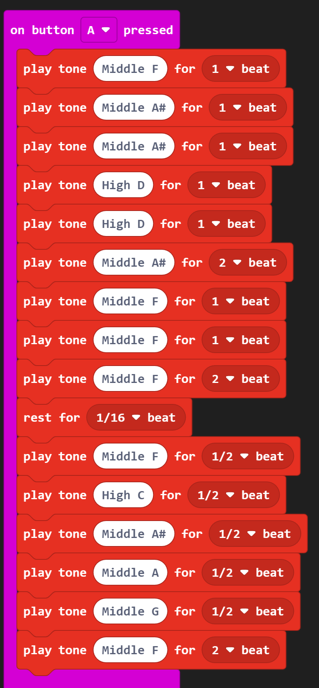 on button A pressed
play tone Middle F for 1 beat
play tone Middle A# for 1 beat
play tone Middle A# for 1 beat
play tone High D for 1 beat
play tone High D for 1 beat
play tone Middle A# for 2 beat
play tone Middle F for 1 beat
play tone Middle F for 1 beat
play tone Middle F for 2 beat
rest for 1/16 beat
play tone Middle F for 1/2 beat
play tone High C for 1/2 beat
play tone Middle A# for 1/2 beat
play tone Middle A for 1/2 beat
play tone Middle G for 1/2 beat
play tone Middle F for 2 beat